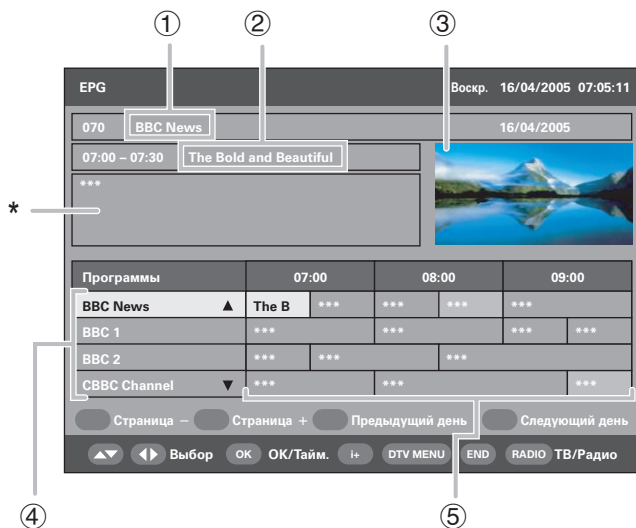 ① ② ③
EPG Воскр. 16/04/2005 07:05:11
070 BBC News 16/04/2005
07:00 – 07:30 The Bold and Beautiful
***
*
Программы 07:00 08:00 09:00
BBC News ▲ The B *** *** *** ***
BBC 1 *** *** *** ***
BBC 2 *** *** ***
CBBC Channel ▼ *** *** ***
Страница – Страница + Предыдущий день Следующий день
Выбор OK ОК/Тайм. i+ DTV MENU END RADIO ТВ/Радио
④ ⑤